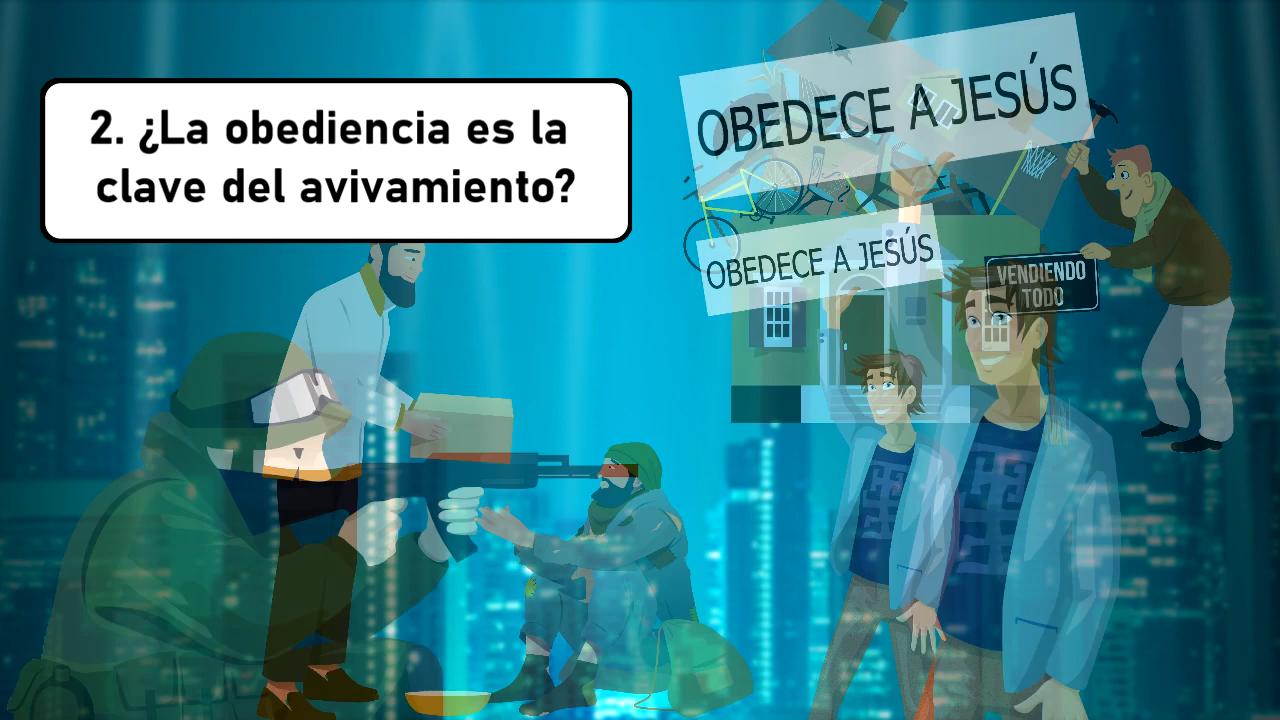 2. ¿La obediencia es la
clave del avivamiento?
OBEDECE A JESÚS
OBEDECE A JESÚS
VENDIENDO
TODO